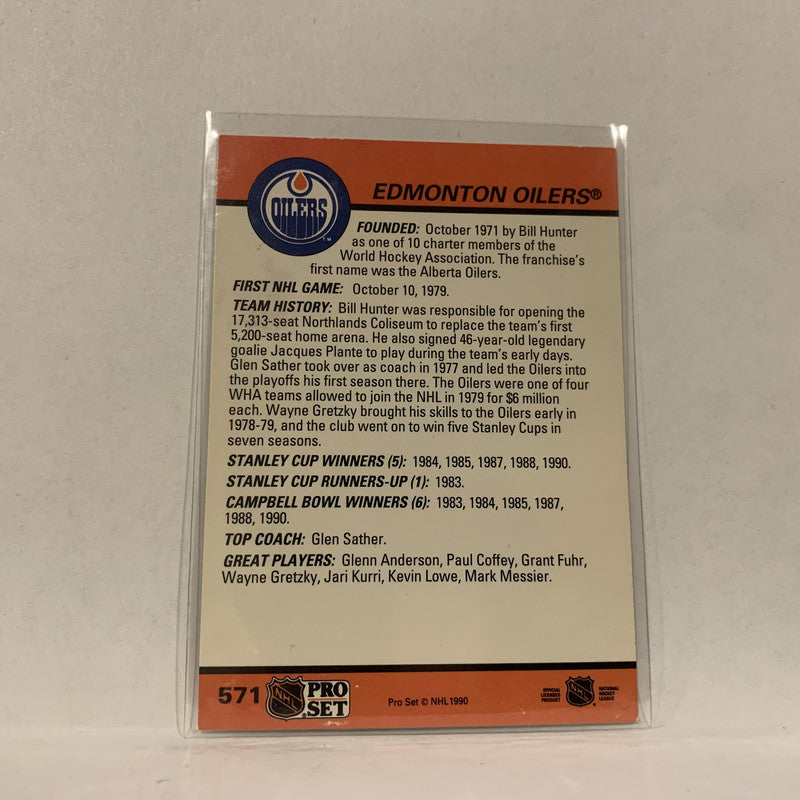 OILERS
TM
EDMONTON OILERS®
FOUNDED: October 1971 by Bill Hunter
as one of 10 charter members of the
World Hockey Association. The franchise's
first name was the Alberta Oilers.
FIRST NHL GAME: October 10, 1979.
TEAM HISTORY: Bill Hunter was responsible for opening the
17,313-seat Northlands Coliseum to replace the team's first
5,200-seat home arena. He also signed 46-year-old legendary
goalie Jacques Plante to play during the team's early days.
Glen Sather took over as coach in 1977 and led the Oilers into
the playoffs his first season there. The Oilers were one of four
WHA teams allowed to join the NHL in 1979 for $6 million
each. Wayne Gretzky brought his skills to the Oilers early in
1978-79, and the club went on to win five Stanley Cups in
seven seasons.
STANLEY CUP WINNERS (5): 1984, 1985, 1987, 1988, 1990.
STANLEY CUP RUNNERS-UP (1): 1983.
CAMPBELL BOWL WINNERS (6): 1983, 1984, 1985, 1987,
1988, 1990.
TOP COACH: Glen Sather.
GREAT PLAYERS: Glenn Anderson, Paul Coffey, Grant Fuhr,
Wayne Gretzky, Jari Kurri, Kevin Lowe, Mark Messier.
571 NHL PRO SET
Pro Set © NHL 1990
OFFICIAL LICENSED PRODUCT
NHL
NATIONAL HOCKEY LEAGUE